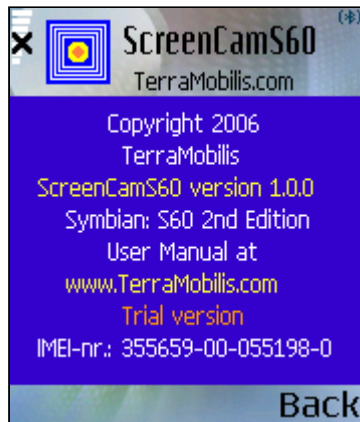 ScreenCamS60
TerraMobilis.com
Copyright 2006
TerraMobilis
ScreenCamS60 version 1.0.0
Symbian: S60 2nd Edition
User Manual at
www.TerraMobilis.com
Trial version
IMEI-nr.: 355659-00-055198-0
Back